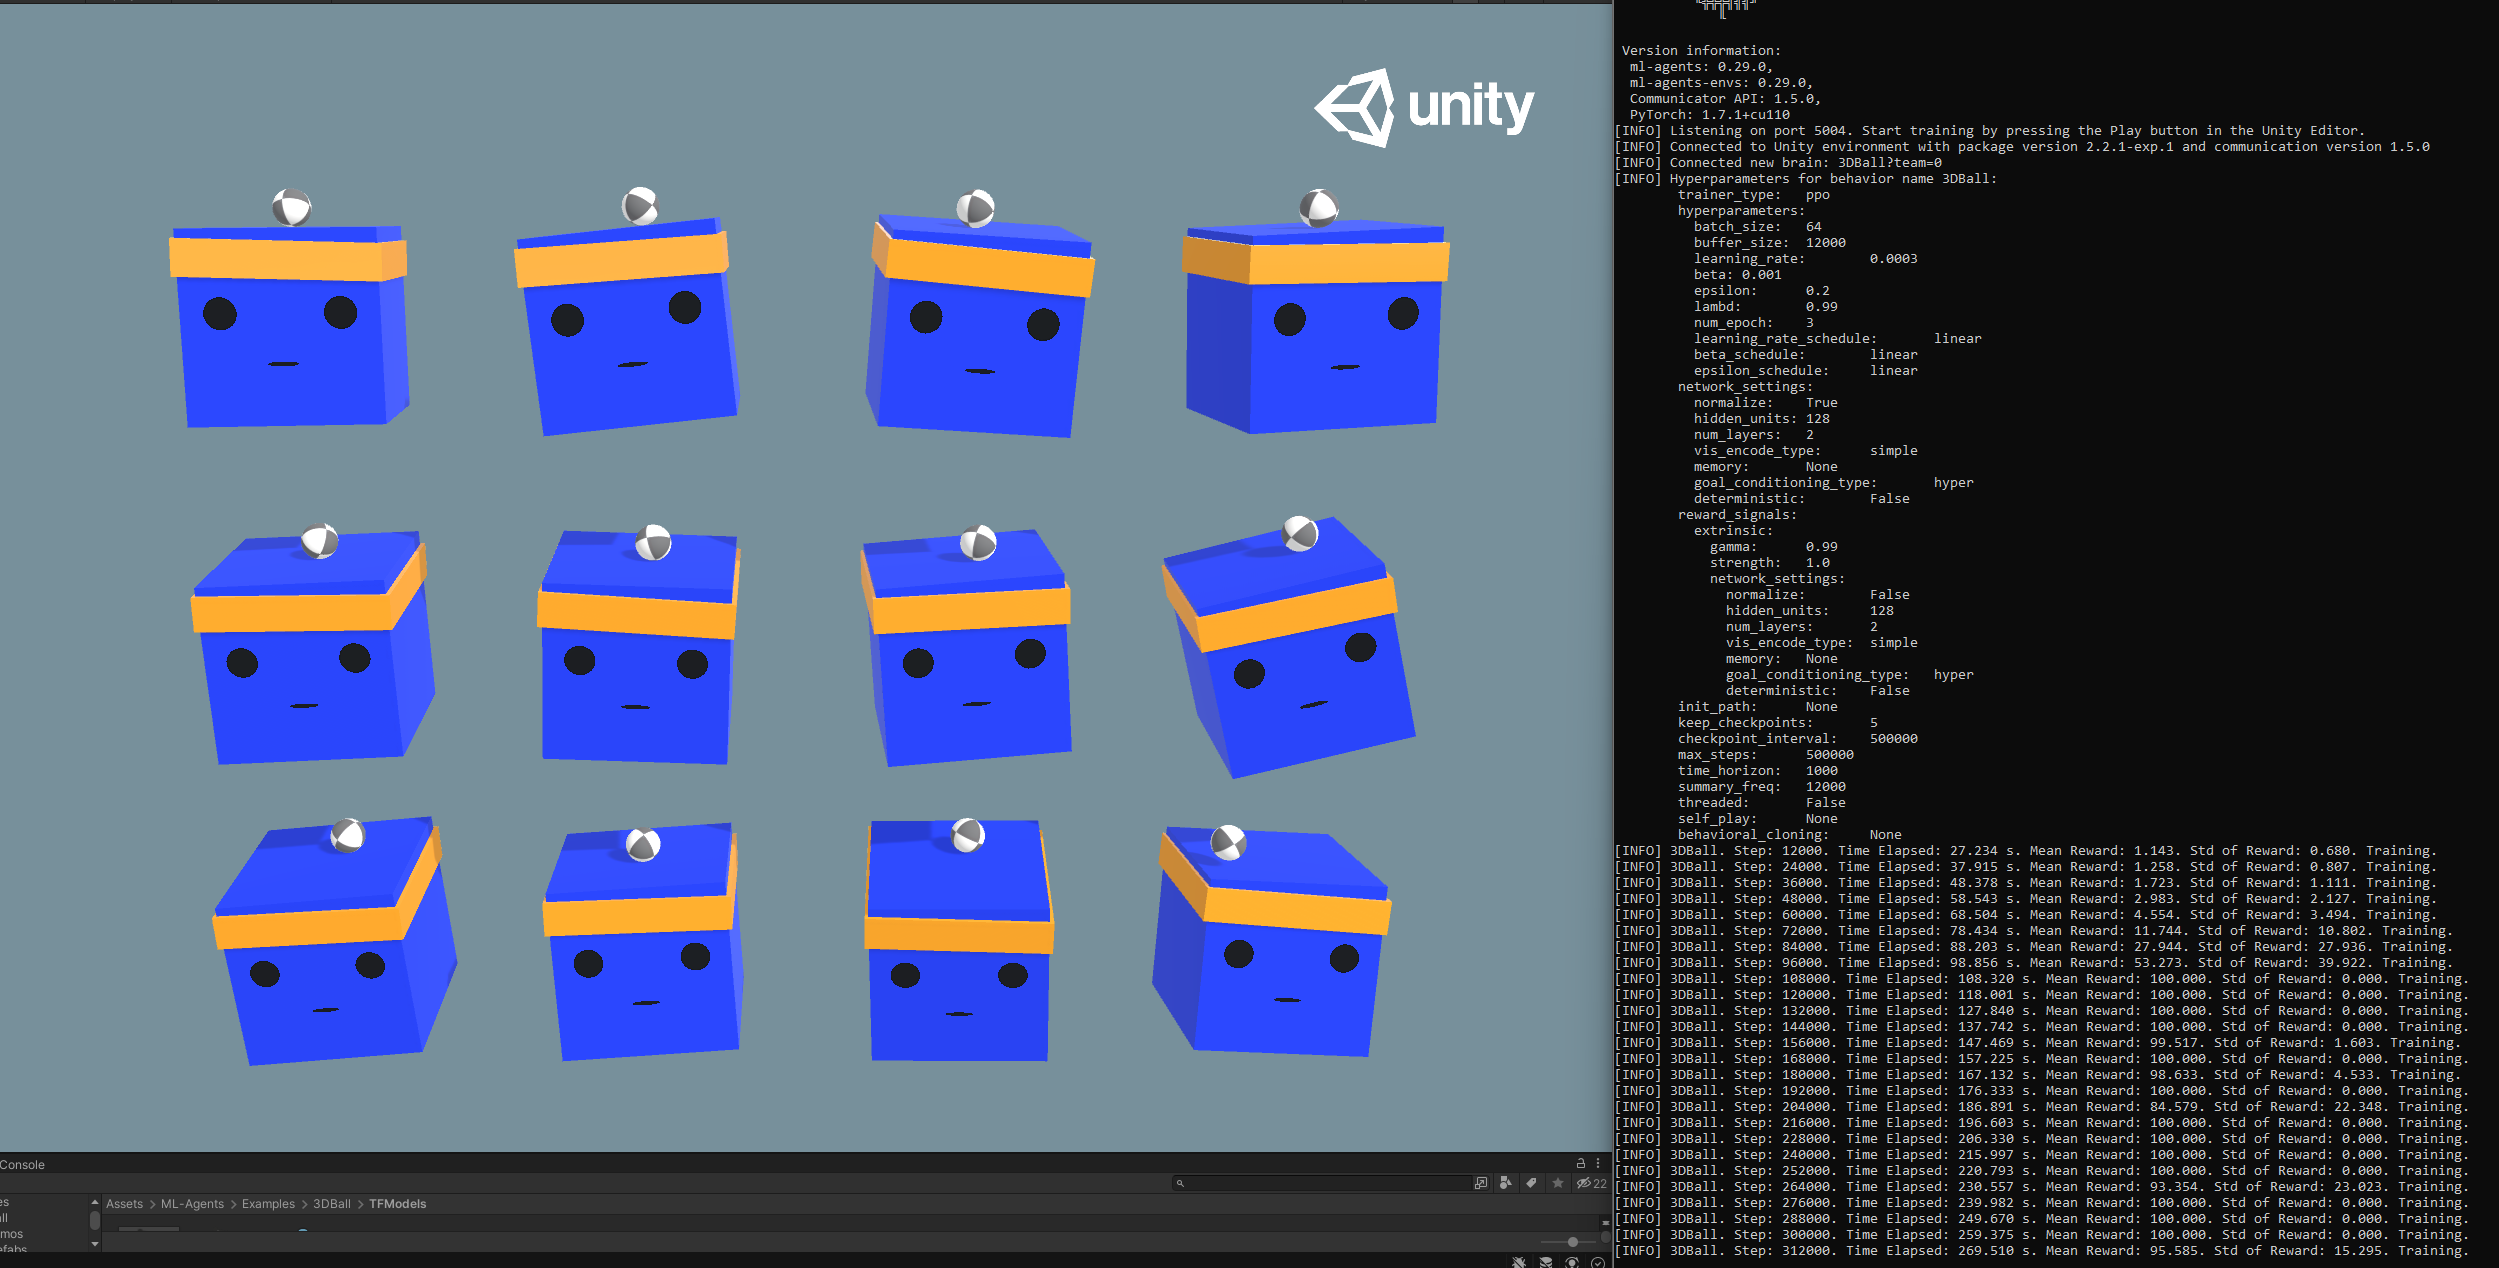 unity
Console
22
es
Assets > ML-Agents > Examples > 3DBall > TFModels
ll
mos
efabs
Version information:
ml-agents: 0.29.0,
ml-agents-envs: 0.29.0,
Communicator API: 1.5.0,
PyTorch: 1.7.1+cu110
[INFO] Listening on port 5004. Start training by pressing the Play button in the Unity Editor.
[INFO] Connected to Unity environment with package version 2.2.1-exp.1 and communication version 1.5.0
[INFO] Connected new brain: 3DBall?team=0
[INFO] Hyperparameters for behavior name 3DBall:
trainer_type: ppo
hyperparameters:
batch_size: 64
buffer_size: 12000
learning_rate: 0.0003
beta: 0.001
epsilon: 0.2
lambd: 0.99
num_epoch: 3
learning_rate_schedule: linear
beta_schedule: linear
epsilon_schedule: linear
network_settings:
normalize: True
hidden_units: 128
num_layers: 2
vis_encode_type: simple
memory: None
goal_conditioning_type: hyper
deterministic: False
reward_signals:
extrinsic:
gamma: 0.99
strength: 1.0
network_settings:
normalize: False
hidden_units: 128
num_layers: 2
vis_encode_type: simple
memory: None
goal_conditioning_type: hyper
deterministic: False
init_path: None
keep_checkpoints: 5
checkpoint_interval: 500000
max_steps: 500000
time_horizon: 1000
summary_freq: 12000
threaded: False
self_play: None
behavioral_cloning: None
[INFO] 3DBall. Step: 12000. Time Elapsed: 27.234 s. Mean Reward: 1.143. Std of Reward: 0.680. Training.
[INFO] 3DBall. Step: 24000. Time Elapsed: 37.915 s. Mean Reward: 1.258. Std of Reward: 0.807. Training.
[INFO] 3DBall. Step: 36000. Time Elapsed: 48.378 s. Mean Reward: 1.723. Std of Reward: 1.111. Training.
[INFO] 3DBall. Step: 48000. Time Elapsed: 58.543 s. Mean Reward: 2.983. Std of Reward: 2.127. Training.
[INFO] 3DBall. Step: 60000. Time Elapsed: 68.504 s. Mean Reward: 4.554. Std of Reward: 3.494. Training.
[INFO] 3DBall. Step: 72000. Time Elapsed: 78.434 s. Mean Reward: 11.744. Std of Reward: 10.802. Training.
[INFO] 3DBall. Step: 84000. Time Elapsed: 88.203 s. Mean Reward: 27.944. Std of Reward: 27.936. Training.
[INFO] 3DBall. Step: 96000. Time Elapsed: 98.856 s. Mean Reward: 53.273. Std of Reward: 39.922. Training.
[INFO] 3DBall. Step: 108000. Time Elapsed: 108.320 s. Mean Reward: 100.000. Std of Reward: 0.000. Training.
[INFO] 3DBall. Step: 120000. Time Elapsed: 118.001 s. Mean Reward: 100.000. Std of Reward: 0.000. Training.
[INFO] 3DBall. Step: 132000. Time Elapsed: 127.840 s. Mean Reward: 100.000. Std of Reward: 0.000. Training.
[INFO] 3DBall. Step: 144000. Time Elapsed: 137.742 s. Mean Reward: 100.000. Std of Reward: 0.000. Training.
[INFO] 3DBall. Step: 156000. Time Elapsed: 147.469 s. Mean Reward: 99.517. Std of Reward: 1.603. Training.
[INFO] 3DBall. Step: 168000. Time Elapsed: 157.225 s. Mean Reward: 100.000. Std of Reward: 0.000. Training.
[INFO] 3DBall. Step: 180000. Time Elapsed: 167.132 s. Mean Reward: 98.633. Std of Reward: 4.533. Training.
[INFO] 3DBall. Step: 192000. Time Elapsed: 176.333 s. Mean Reward: 100.000. Std of Reward: 0.000. Training.
[INFO] 3DBall. Step: 204000. Time Elapsed: 186.891 s. Mean Reward: 84.579. Std of Reward: 22.348. Training.
[INFO] 3DBall. Step: 216000. Time Elapsed: 196.603 s. Mean Reward: 100.000. Std of Reward: 0.000. Training.
[INFO] 3DBall. Step: 228000. Time Elapsed: 206.330 s. Mean Reward: 100.000. Std of Reward: 0.000. Training.
[INFO] 3DBall. Step: 240000. Time Elapsed: 215.997 s. Mean Reward: 100.000. Std of Reward: 0.000. Training.
[INFO] 3DBall. Step: 252000. Time Elapsed: 220.793 s. Mean Reward: 100.000. Std of Reward: 0.000. Training.
[INFO] 3DBall. Step: 264000. Time Elapsed: 230.557 s. Mean Reward: 93.354. Std of Reward: 23.023. Training.
[INFO] 3DBall. Step: 276000. Time Elapsed: 239.982 s. Mean Reward: 100.000. Std of Reward: 0.000. Training.
[INFO] 3DBall. Step: 288000. Time Elapsed: 249.670 s. Mean Reward: 100.000. Std of Reward: 0.000. Training.
[INFO] 3DBall. Step: 300000. Time Elapsed: 259.375 s. Mean Reward: 100.000. Std of Reward: 0.000. Training.
[INFO] 3DBall. Step: 312000. Time Elapsed: 269.510 s. Mean Reward: 95.585. Std of Reward: 15.295. Training.